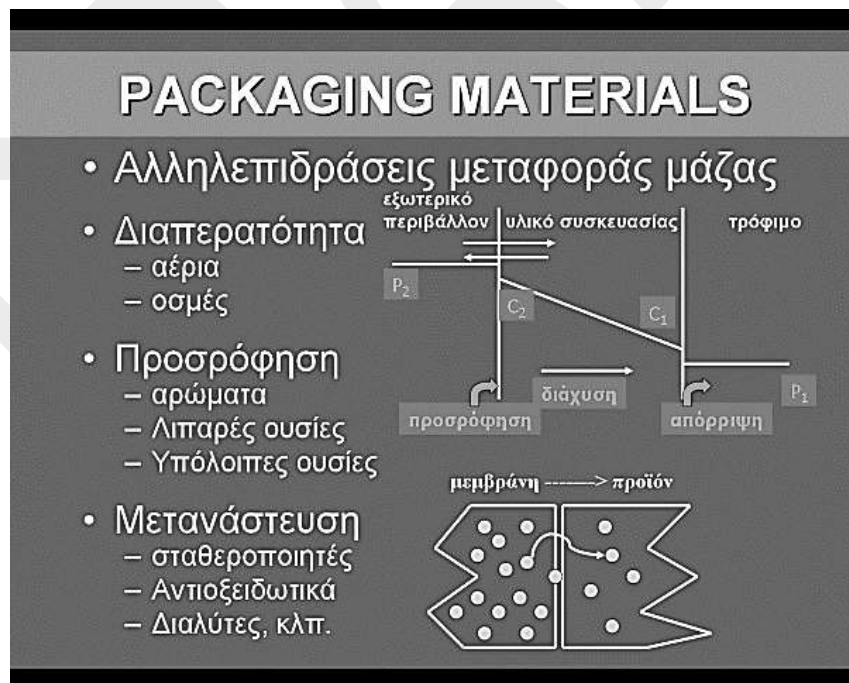 PACKAGING MATERIALS
• Αλληλεπιδράσεις μεταφοράς μάζας
• Διαπερατότητα
– αέρια
– οσμές
• Προσρόφηση
– αρώματα
– Λιπαρές ουσίες
– Υπόλοιπες ουσίες
• Μετανάστευση
– σταθεροποιητές
– Αντιοξειδωτικά
– Διαλύτες, κλπ.
εξωτερικό
περιβάλλον υλικό συσκευασίας τρόφιμο
P₂
C₂
C₁
P₁
διάχυση
προσρόφηση
απόρριψη
μεμβράνη ------> προϊόν